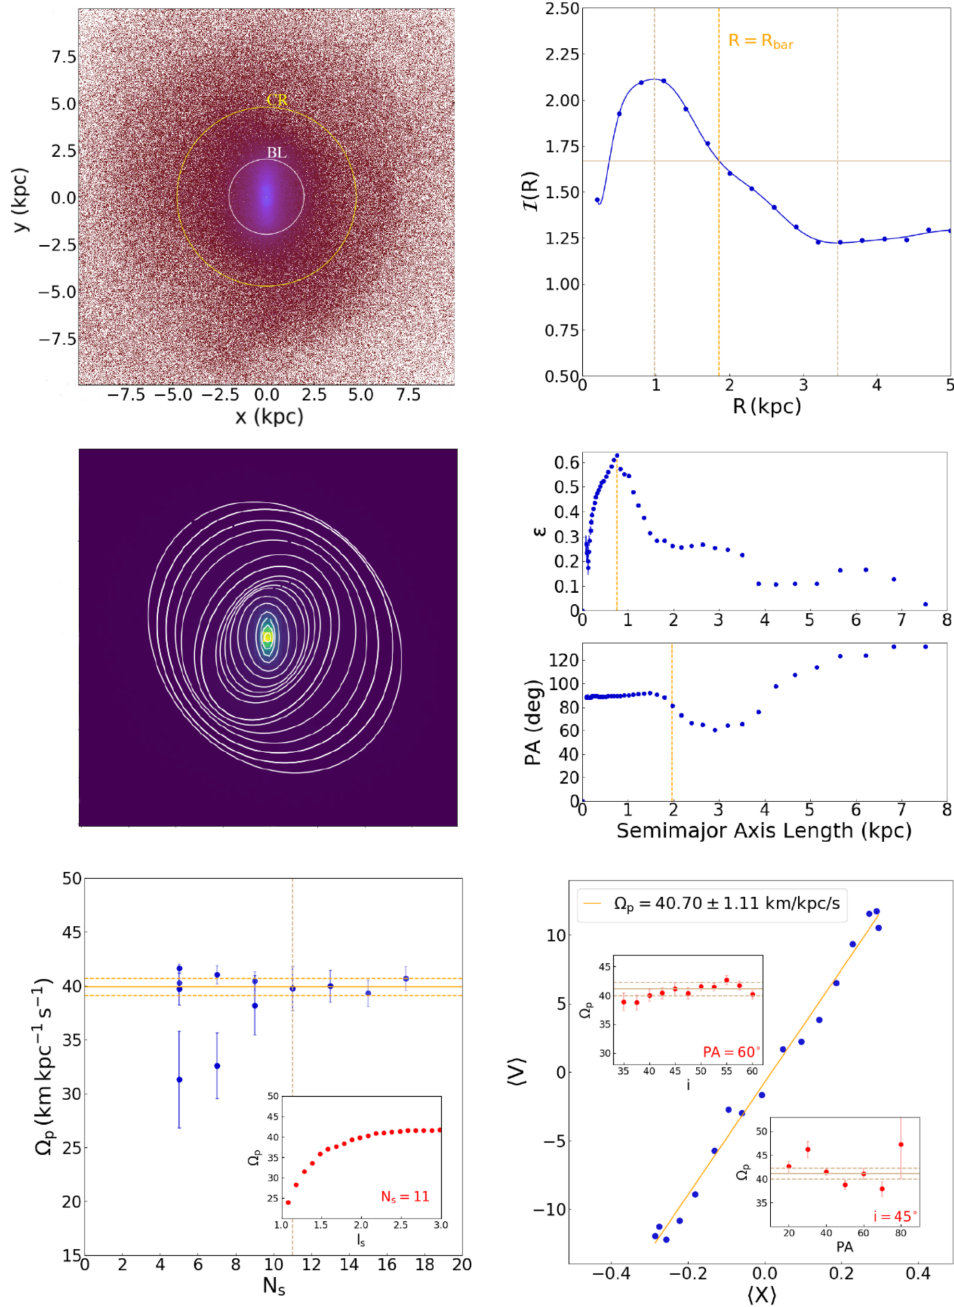 7.5
5.0
2.5
0.0
−2.5
−5.0
−7.5
y (kpc)
CR
BL
−7.5 −5.0 −2.5 0.0 2.5 5.0 7.5
x (kpc)
2.50
2.25
2.00
1.75
1.50
1.25
1.00
0.75
0.50
I(R)
R = R_bar
0 1 2 3 4 5
R (kpc)
0.6
0.5
0.4
0.3
0.2
0.1
0
ε
0 1 2 3 4 5 6 7 8
120
100
80
60
40
20
0
PA (deg)
0 1 2 3 4 5 6 7 8
Semimajor Axis Length (kpc)
50
45
40
35
30
25
20
15
Ω_p (km kpc⁻¹ s⁻¹)
0 2 4 6 8 10 12 14 16 18 20
N_s
50
45
40
35
30
25
Ω_p
N_s = 11
1.0 1.5 2.0 2.5 3.0
l_s
10
5
0
−5
−10
⟨V⟩
Ω_p = 40.70 ± 1.11 km/kpc/s
45
40
35
30
Ω_p
PA = 60°
35 40 45 50 55 60
i
50
45
40
35
Ω_p
i = 45°
20 40 60 80
PA
−0.4 −0.2 0.0 0.2 0.4
⟨X⟩